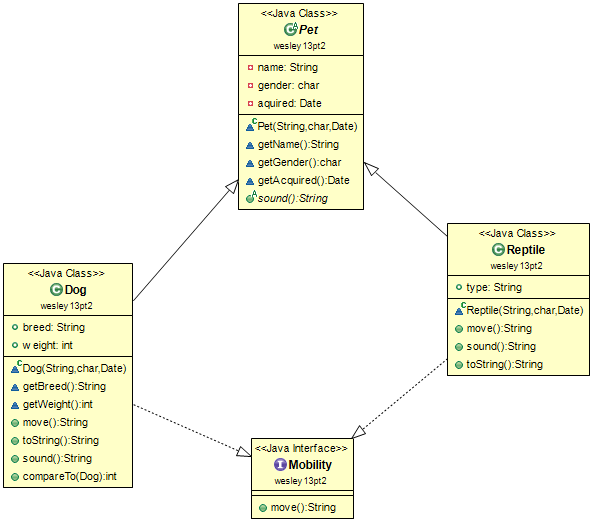 <<Java Class>>
Pet
wesley 13pt2
name: String
gender: char
aquired: Date
Pet(String,char,Date)
getName():String
getGender():char
getAcquired():Date
sound():String
<<Java Class>>
Reptile
wesley 13pt2
type: String
Reptile(String,char,Date)
move():String
sound():String
toString():String
<<Java Class>>
Dog
wesley 13pt2
breed: String
weight: int
Dog(String,char,Date)
getBreed():String
getWeight():int
move():String
toString():String
sound():String
compareTo(Dog):int
<<Java Interface>>
Mobility
wesley 13pt2
move():String